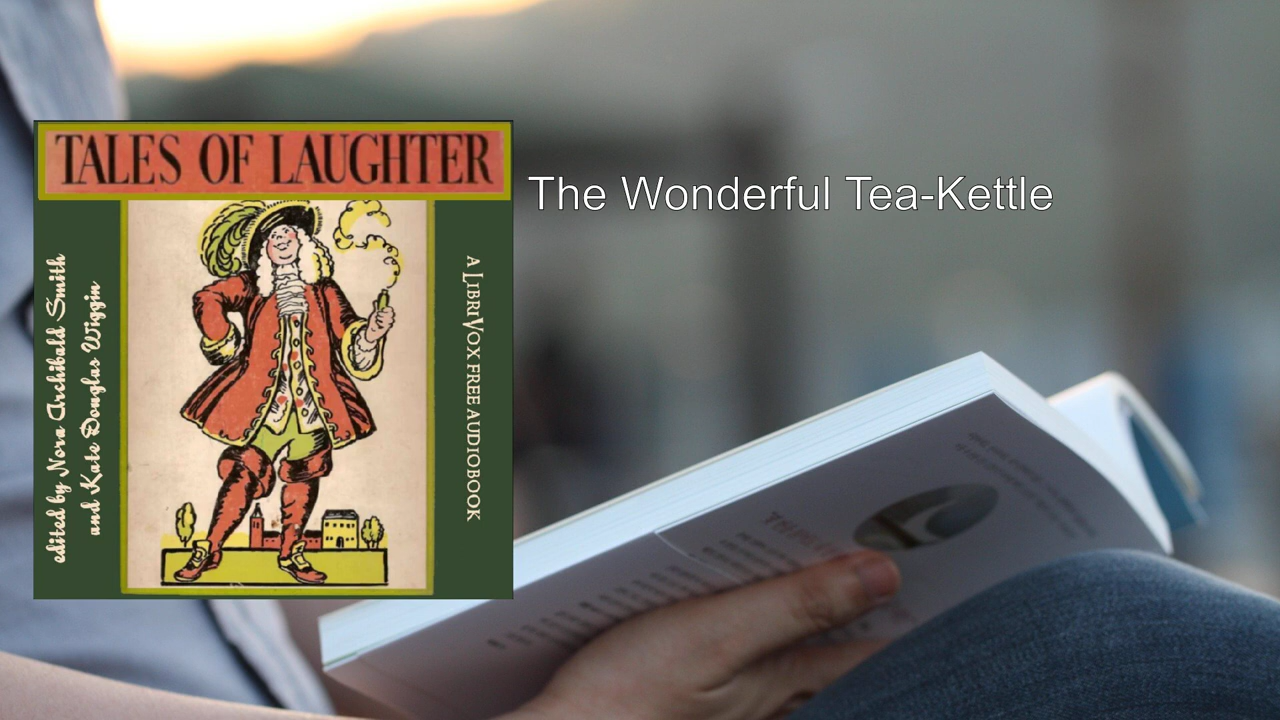 TALES OF LAUGHTER
The Wonderful Tea-Kettle
edited by Nora Archibald Smith
and Kate Douglas Wiggin
A LIBRIVOX FREE AUDIOBOOK